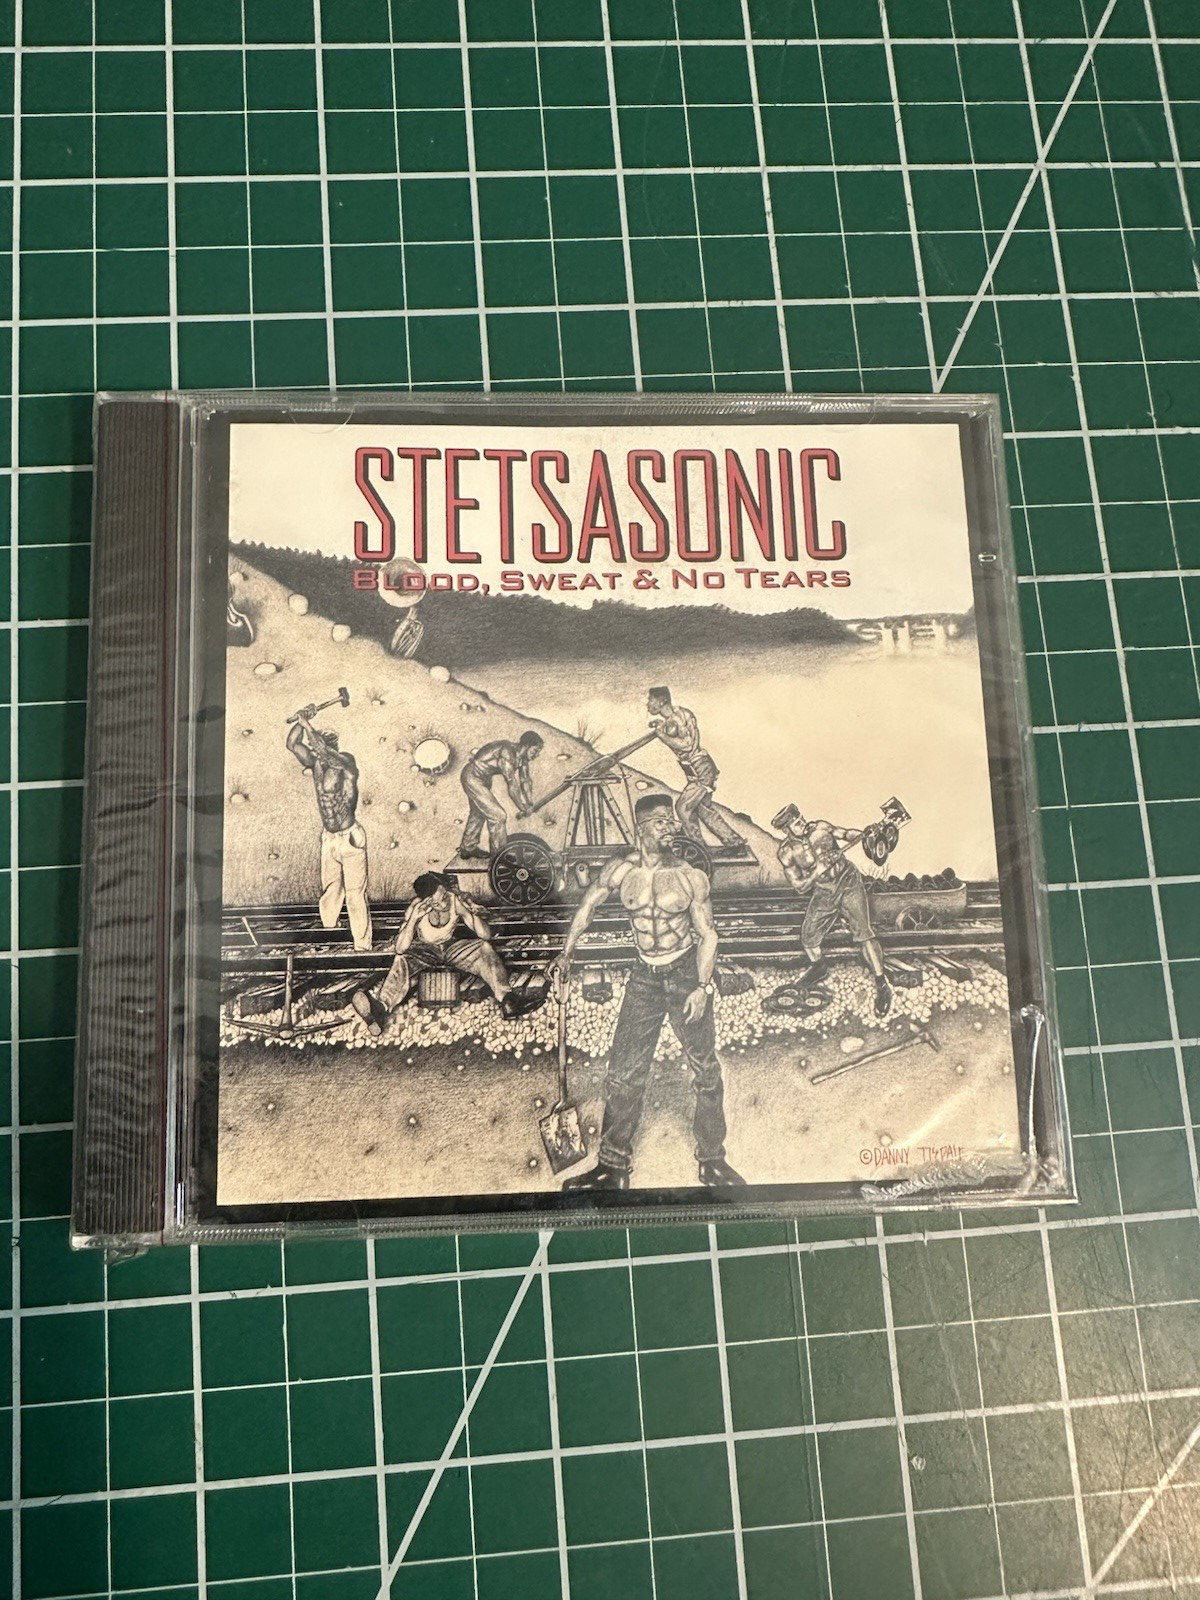 STETSASONIC
BLOOD, SWEAT & NO TEARS
©DANNY TISDALE